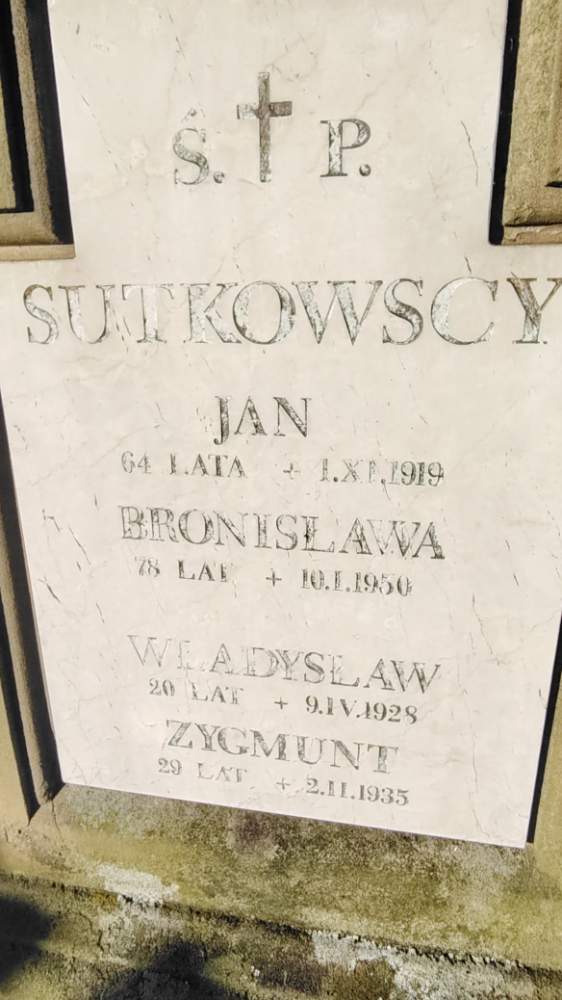 Ś. P.
SUTKOWSCY
JAN
64 LATA + 1.XI.1919
BRONISŁAWA
78 LAT + 10.I.1950
WŁADYSŁAW
20 LAT + 9.IV.1928
ZYGMUNT
29 LAT + 2.II.1935